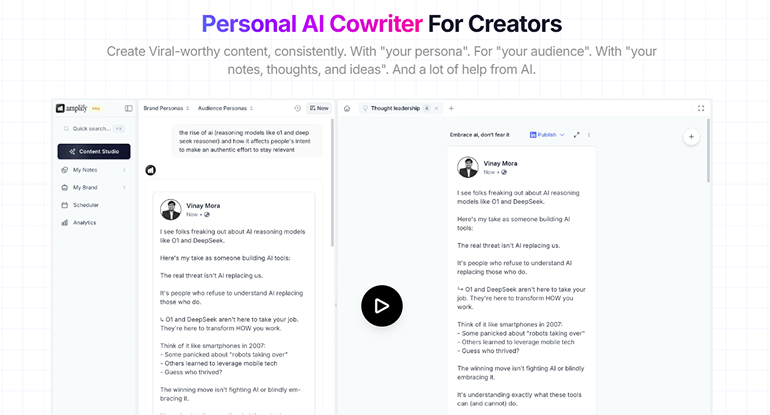 Personal AI Cowriter For Creators
Create Viral-worthy content, consistently. With "your persona". For "your audience". With "your
notes, thoughts, and ideas". And a lot of help from AI.
amplify
Brand Personas
Audience Personas
New
Thought leadership
Quick search...
Content Studio
My Notes
My Brand
Scheduler
Analytics
the rise of ai (reasoning models like o1 and deep
seek reasoner) and how it affects people's intent
to make an authentic effort to stay relevant
Vinay Mora
Now •
I see folks freaking out about AI reasoning models
like O1 and DeepSeek.
Here's my take as someone building AI tools:
The real threat isn't AI replacing us.
It's people who refuse to understand AI replacing
those who do.
↳ O1 and DeepSeek aren't here to take your job.
They're here to transform HOW you work.
Think of it like smartphones in 2007:
- Some panicked about "robots taking over"
- Others learned to leverage mobile tech
- Guess who thrived?
The winning move isn't fighting AI or blindly em-
bracing it.
Embrace ai, don't fear it
Publish
Vinay Mora
Now •
I see folks freaking out about AI reasoning
models like O1 and DeepSeek.
Here's my take as someone building AI
tools:
The real threat isn't AI replacing us.
It's people who refuse to understand AI
replacing those who do.
↳ O1 and DeepSeek aren't here to take your
job. They're here to transform HOW you
work.
Think of it like smartphones in 2007:
- Some panicked about "robots taking over"
- Others learned to leverage mobile tech
- Guess who thrived?
The winning move isn't fighting AI or blindly
embracing it.
It's understanding exactly what these tools
can (and cannot) do.